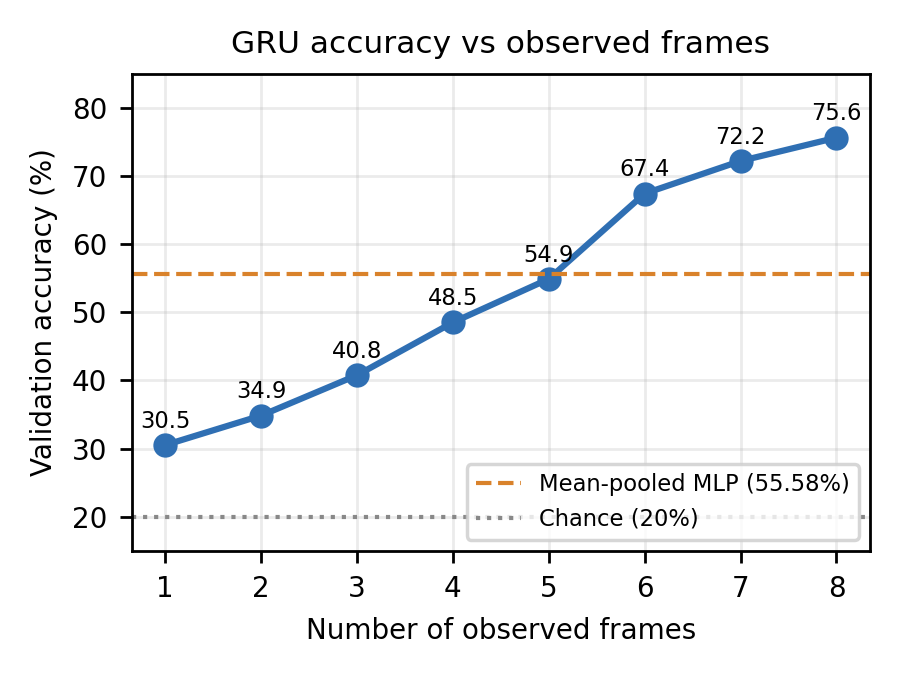 GRU accuracy vs observed frames
Validation accuracy (%)
80
70
60
50
40
30
20
30.5
34.9
40.8
48.5
54.9
67.4
72.2
75.6
Mean-pooled MLP (55.58%)
Chance (20%)
1 2 3 4 5 6 7 8
Number of observed frames